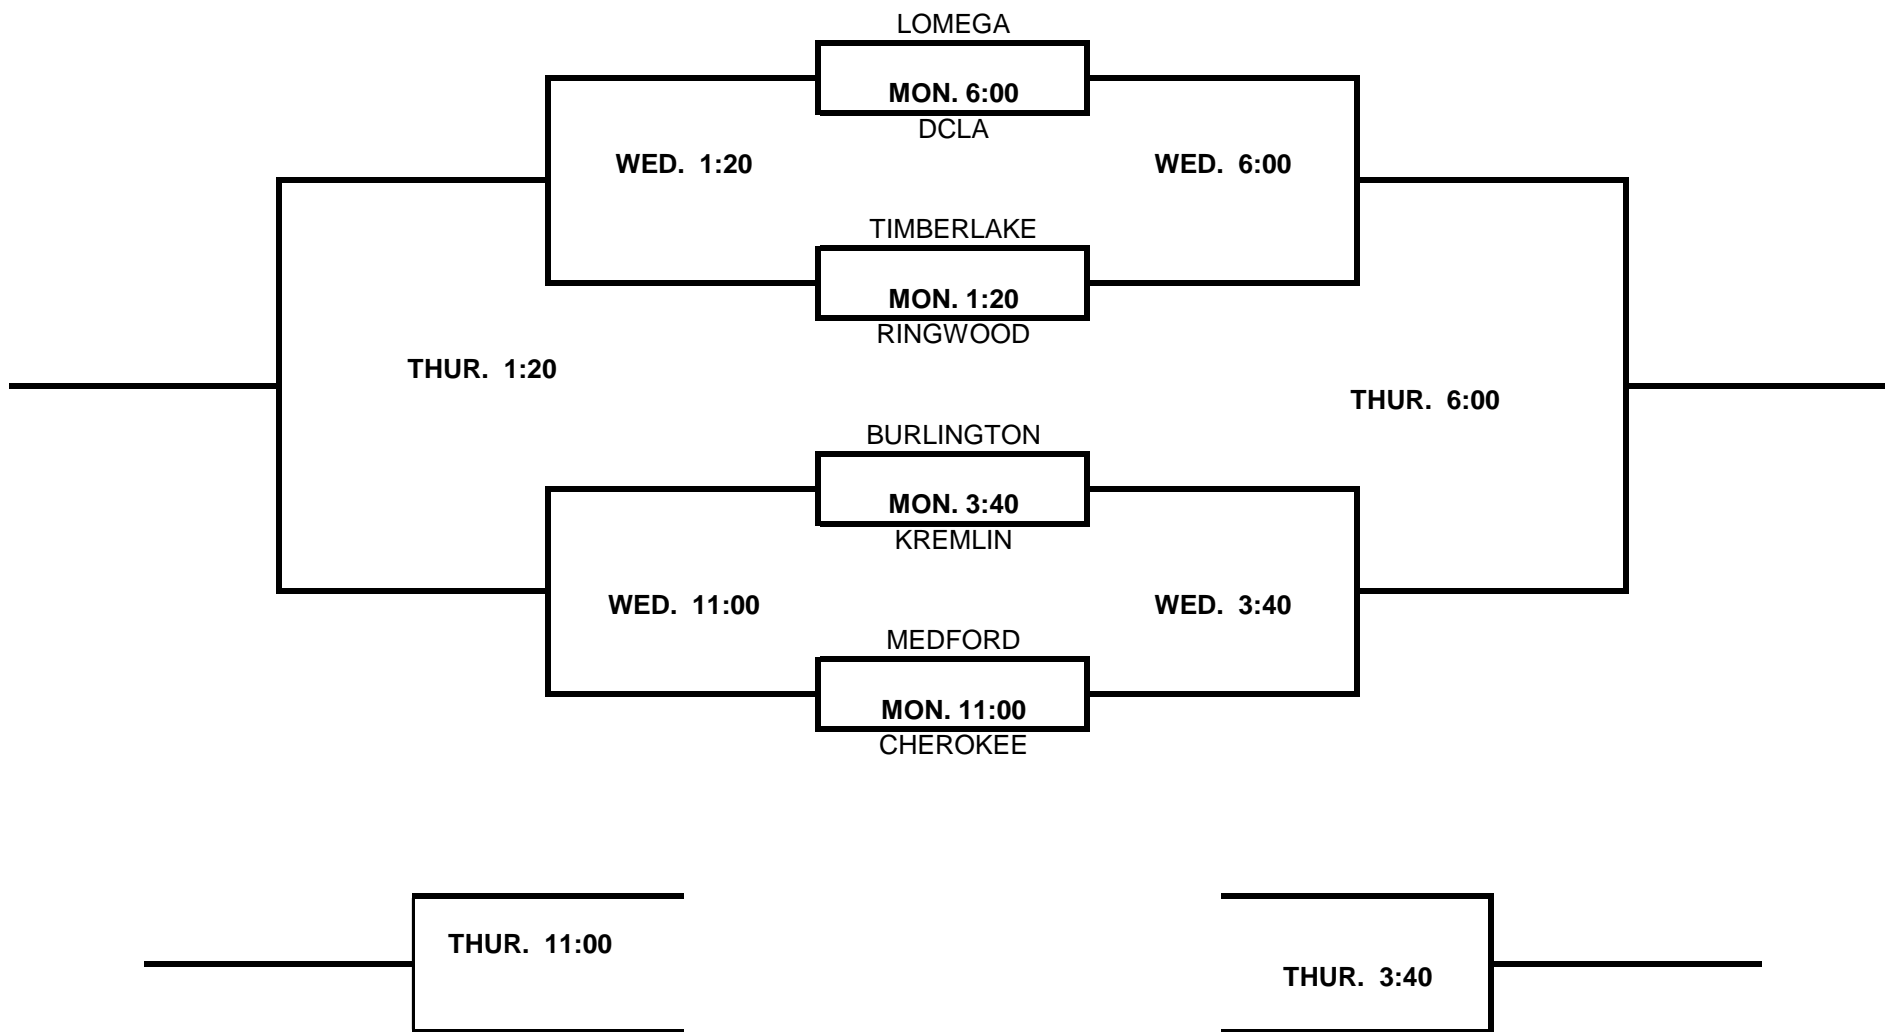 LOMEGA
MON. 6:00
DCLA
WED. 1:20
WED. 6:00
TIMBERLAKE
MON. 1:20
RINGWOOD
THUR. 1:20
THUR. 6:00
BURLINGTON
MON. 3:40
KREMLIN
WED. 11:00
WED. 3:40
MEDFORD
MON. 11:00
CHEROKEE
THUR. 11:00
THUR. 3:40